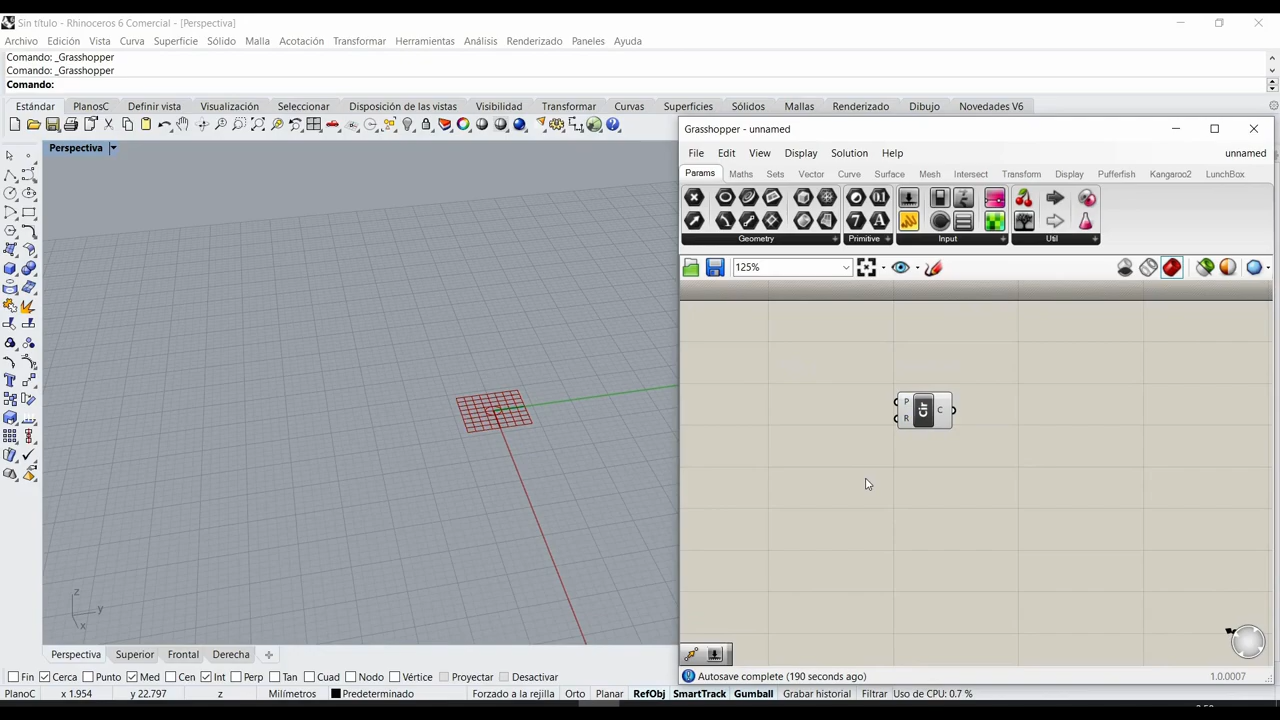 Sin título - Rhinoceros 6 Comercial - [Perspectiva]
Archivo Edición Vista Curva Superficie Sólido Malla Acotación Transformar Herramientas Análisis Renderizado Paneles Ayuda
Comando: _Grasshopper
Comando: _Grasshopper
Comando:
Estándar PlanosC Definir vista Visualización Seleccionar Disposición de las vistas Visibilidad Transformar Curvas Superficies Sólidos Mallas Renderizado Dibujo Novedades V6
Perspectiva
Grasshopper - unnamed
File Edit View Display Solution Help unnamed
Params Maths Sets Vector Curve Surface Mesh Intersect Transform Display Pufferfish Kangaroo2 LunchBox
Geometry Primitive Input Util
125%
P
R
Cir
C
z
y
x
Perspectiva Superior Frontal Derecha
Autosave complete (190 seconds ago) 1.0.0007
Fin Cerca Punto Med Cen Int Perp Tan Cuad Nodo Vértice Proyectar Desactivar
PlanoC x 1.954 y 22.797 z Milímetros Predeterminado Forzado a la rejilla Orto Planar RefObj SmartTrack Gumball Grabar historial Filtrar Uso de CPU: 0.7 %